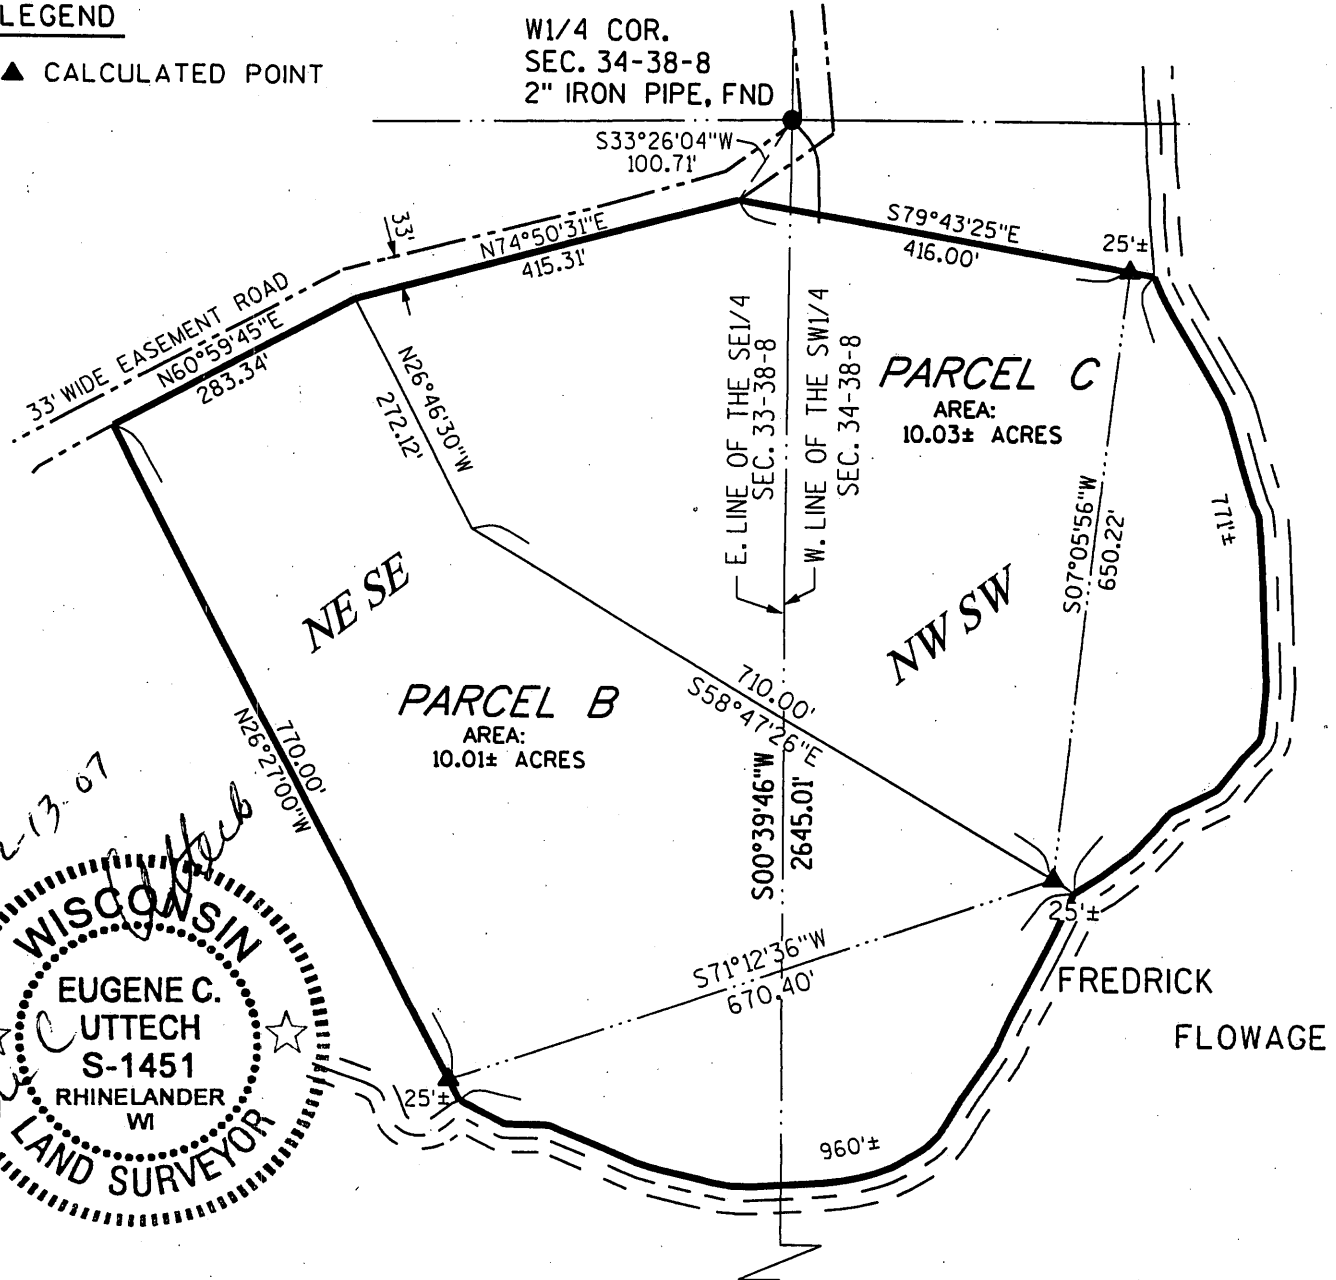 LEGEND
▲ CALCULATED POINT
W1/4 COR.
SEC. 34-38-8
2" IRON PIPE, FND
S33°26'04"W
100.71'
33'
N74°50'31"E
415.31'
S79°43'25"E
416.00'
25'±
33' WIDE EASEMENT ROAD
N60°59'45"E
283.34'
N26°46'30"W
272.12'
E. LINE OF THE SE1/4
SEC. 33-38-8
W. LINE OF THE SW1/4
SEC. 34-38-8
PARCEL C
AREA:
10.03± ACRES
S07°05'56"W
650.22'
771'±
NE SE
NW SW
PARCEL B
AREA:
10.01± ACRES
710.00'
S58°47'26"E
S00°39'46"W
2645.01'
770.00'
N26°27'00"W
S71°12'36"W
670.40'
25'±
25'±
960'±
FREDRICK
FLOWAGE
-13-07
WISCONSIN
EUGENE C.
UTTECH
S-1451
RHINELANDER
WI
LAND SURVEYOR